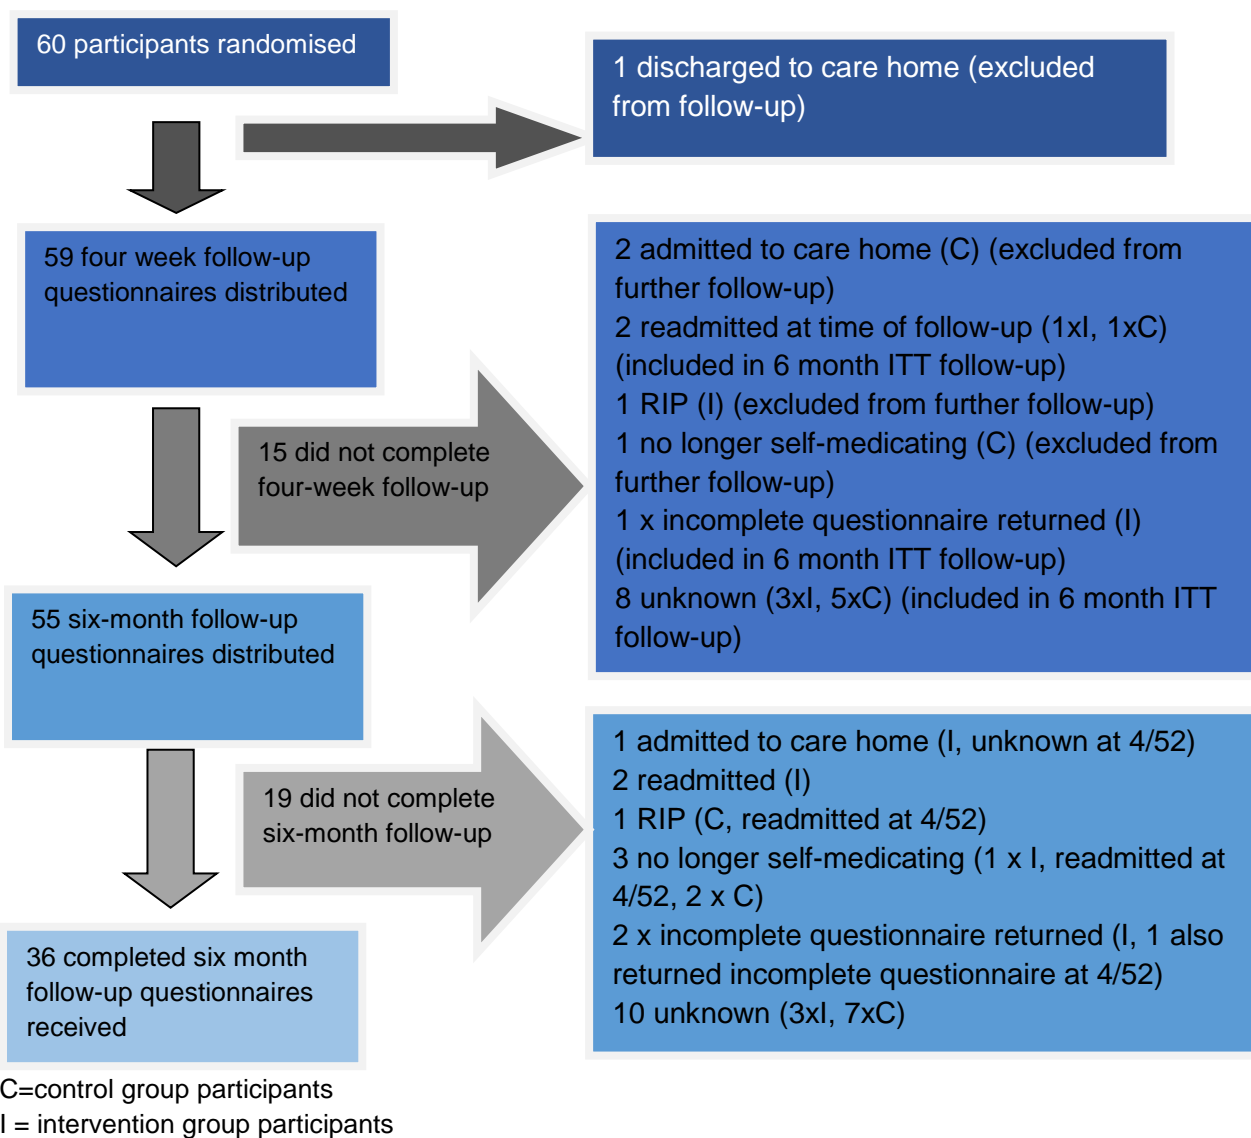 60 participants randomised
1 discharged to care home (excluded
from follow-up)
59 four week follow-up
questionnaires distributed
15 did not complete
four-week follow-up
2 admitted to care home (C) (excluded from
further follow-up)
2 readmitted at time of follow-up (1xI, 1xC)
(included in 6 month ITT follow-up)
1 RIP (I) (excluded from further follow-up)
1 no longer self-medicating (C) (excluded from
further follow-up)
1 x incomplete questionnaire returned (I)
(included in 6 month ITT follow-up)
8 unknown (3xI, 5xC) (included in 6 month ITT
follow-up)
55 six-month follow-up
questionnaires distributed
19 did not complete
six-month follow-up
1 admitted to care home (I, unknown at 4/52)
2 readmitted (I)
1 RIP (C, readmitted at 4/52)
3 no longer self-medicating (1 x I, readmitted at
4/52, 2 x C)
2 x incomplete questionnaire returned (I, 1 also
returned incomplete questionnaire at 4/52)
10 unknown (3xI, 7xC)
36 completed six month
follow-up questionnaires
received
C=control group participants
I = intervention group participants